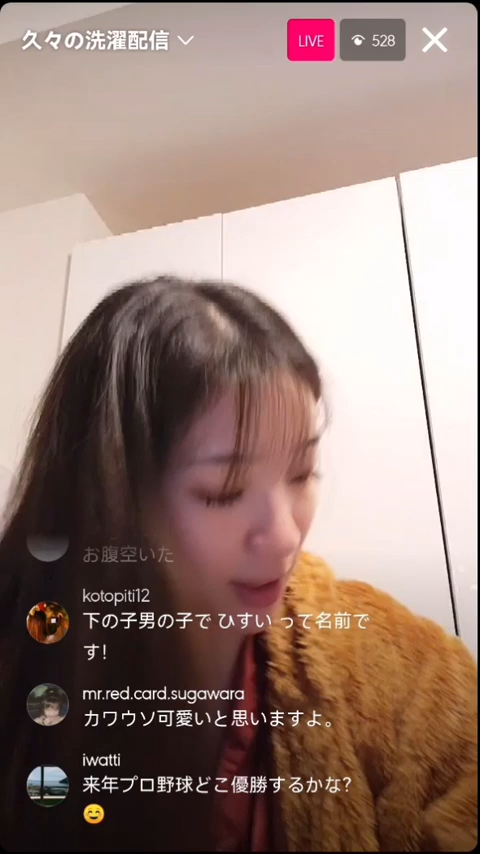 久々の洗濯配信
LIVE
528
お腹空いた
kotopiti12
下の子男の子で ひすい って名前で
す!
mr.red.card.sugawara
カワウソ可愛いと思いますよ。
iwatti
来年プロ野球どこ優勝するかな?
😊